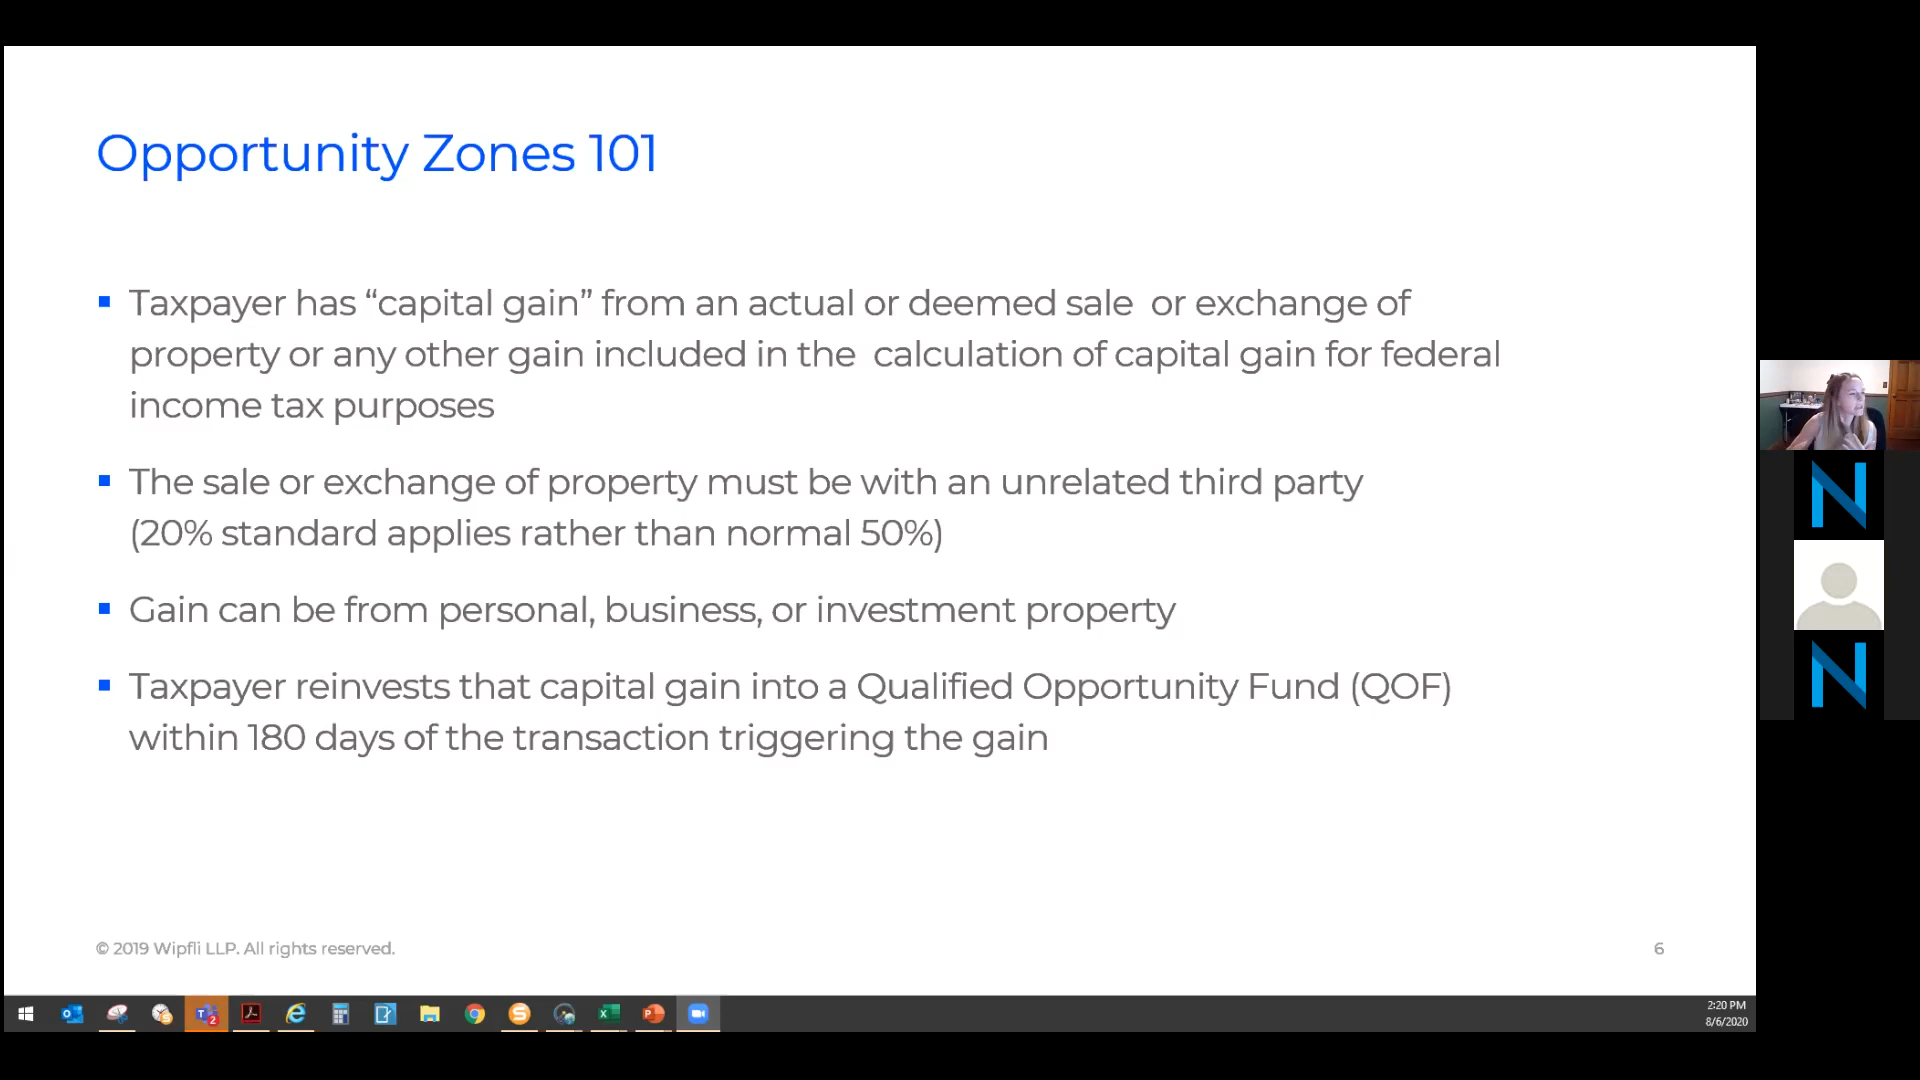 Opportunity Zones 101
Taxpayer has “capital gain” from an actual or deemed sale  or exchange of
property or any other gain included in the  calculation of capital gain for federal
income tax purposes
The sale or exchange of property must be with an unrelated third party
(20% standard applies rather than normal 50%)
Gain can be from personal, business, or investment property
Taxpayer reinvests that capital gain into a Qualified Opportunity Fund (QOF)
within 180 days of the transaction triggering the gain
© 2019 Wipfli LLP. All rights reserved.
6
2:20 PM
8/6/2020